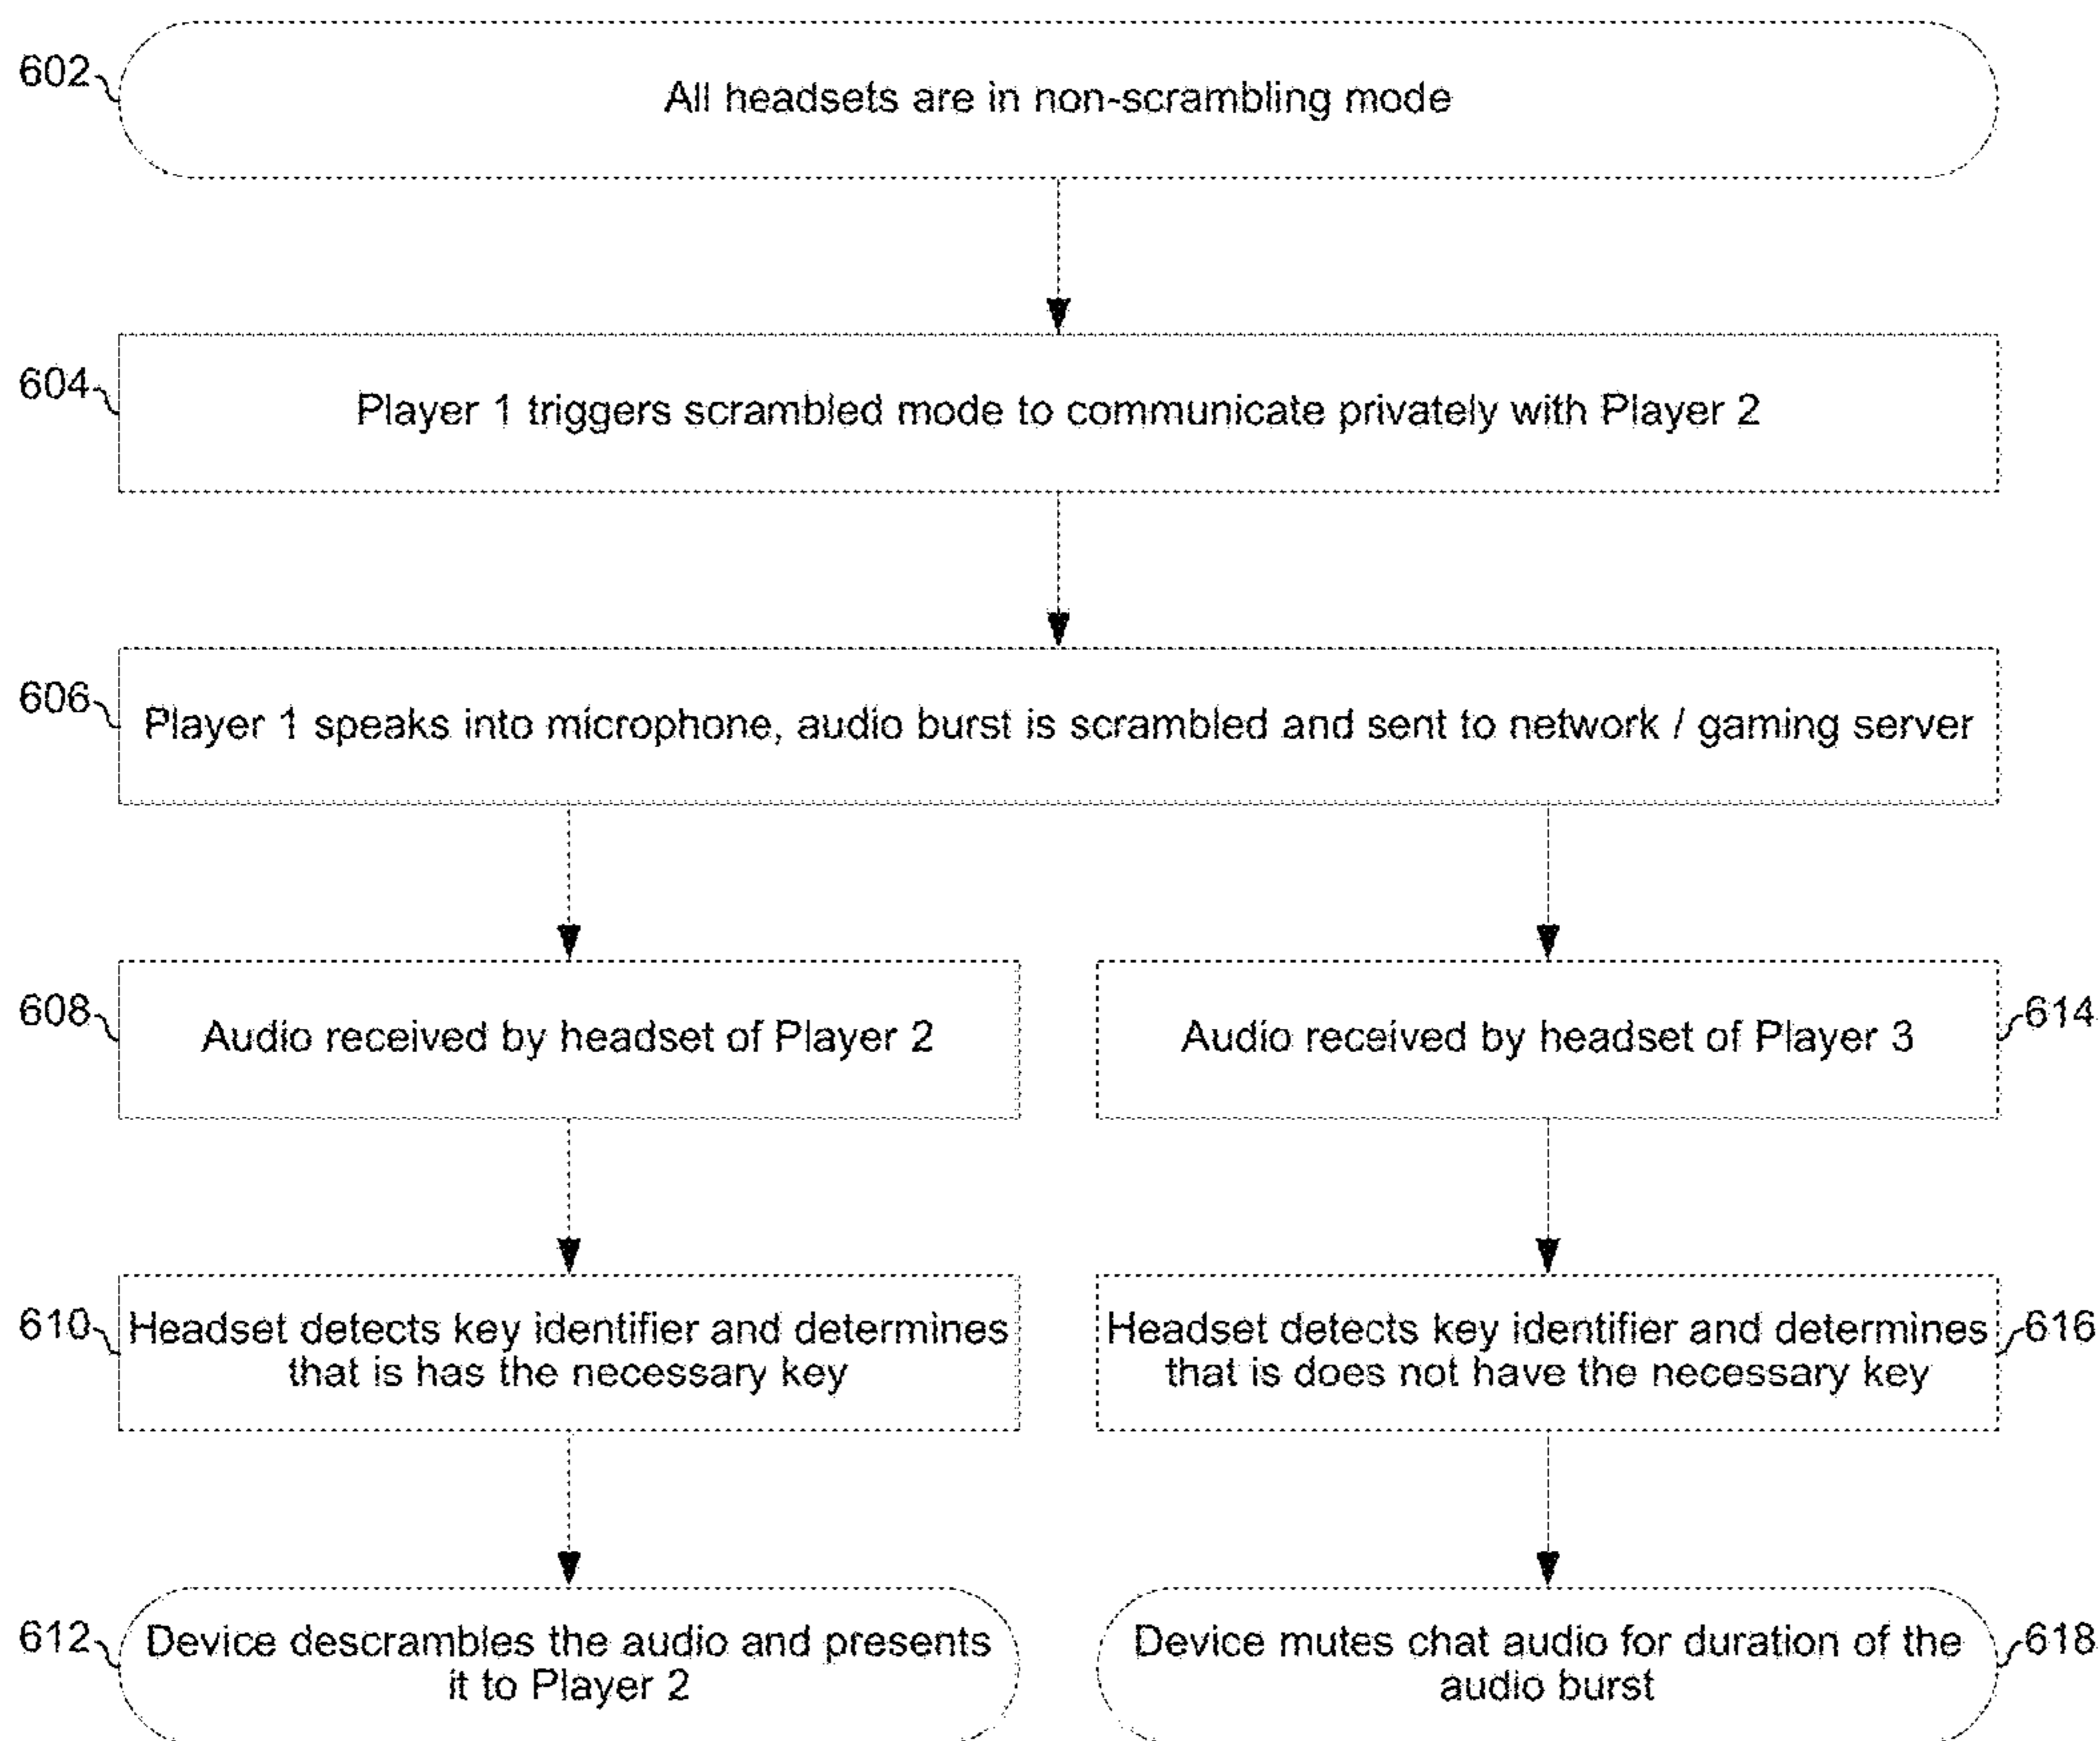 602
All headsets are in non-scrambling mode
604
Player 1 triggers scrambled mode to communicate privately with Player 2
606
Player 1 speaks into microphone, audio burst is scrambled and sent to network / gaming server
608
Audio received by headset of Player 2
Audio received by headset of Player 3
614
610
Headset detects key identifier and determines
that is has the necessary key
Headset detects key identifier and determines
that is does not have the necessary key
616
612
Device descrambles the audio and presents
it to Player 2
Device mutes chat audio for duration of the
audio burst
618